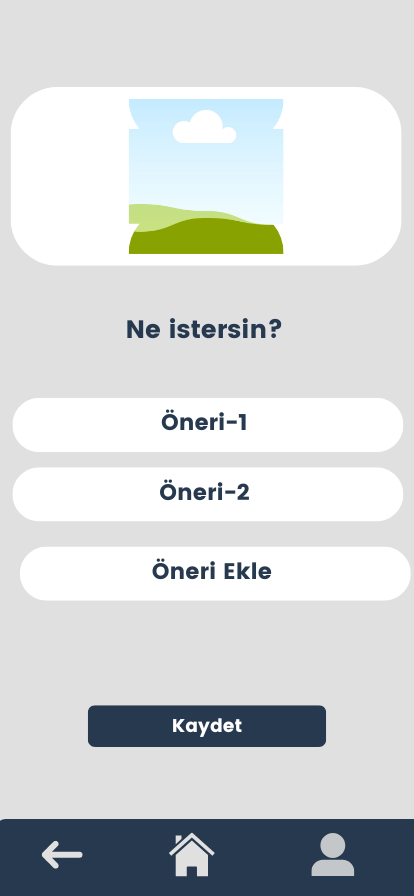 Ne istersin?
Öneri-1
Öneri-2
Öneri Ekle
Kaydet